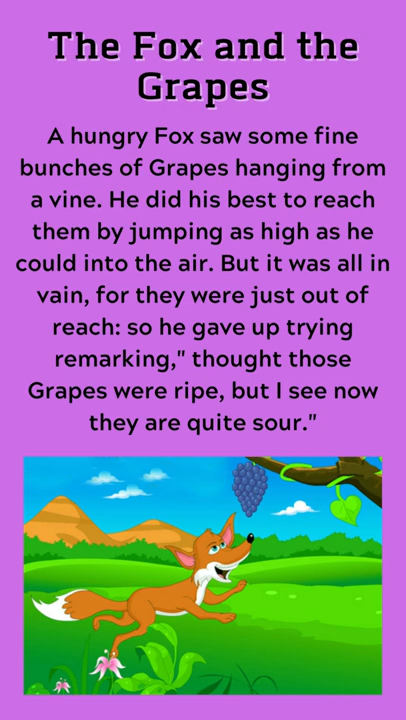 The Fox and the
Grapes
A hungry Fox saw some fine
bunches of Grapes hanging from
a vine. He did his best to reach
them by jumping as high as he
could into the air. But it was all in
vain, for they were just out of
reach: so he gave up trying
remarking," thought those
Grapes were ripe, but I see now
they are quite sour."